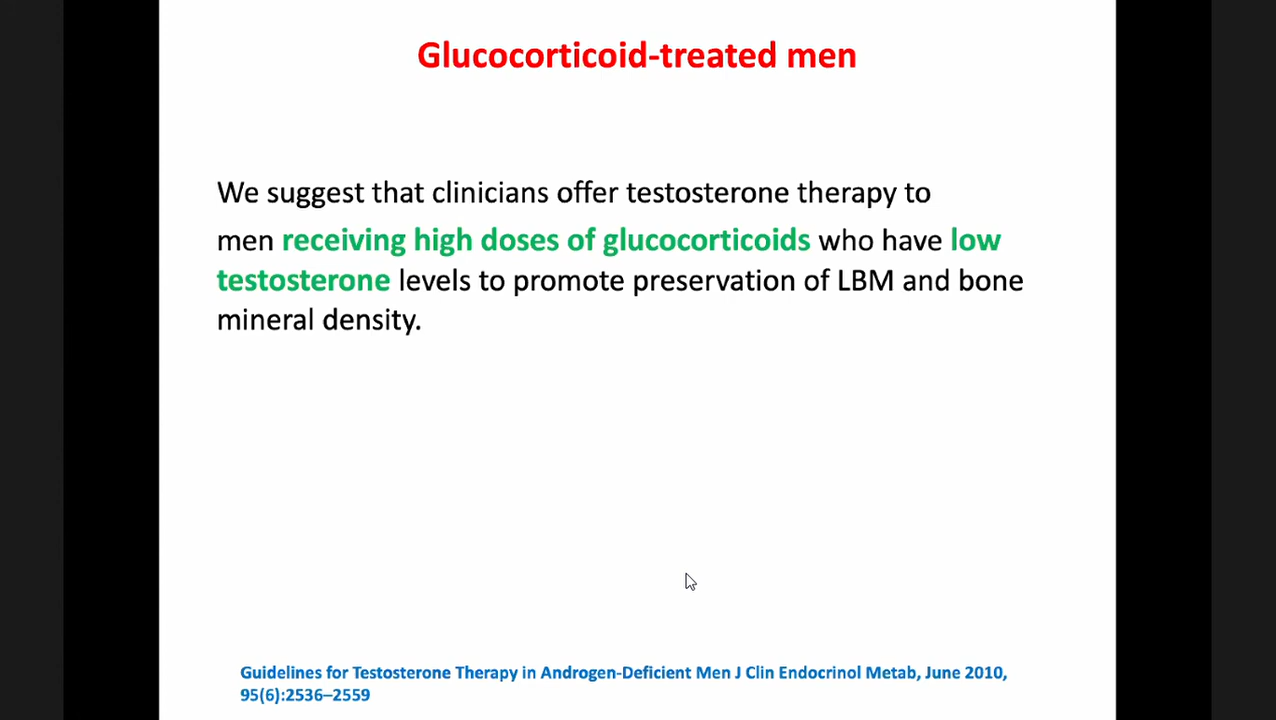 Glucocorticoid-treated men
We suggest that clinicians offer testosterone therapy to
men receiving high doses of glucocorticoids who have low
testosterone levels to promote preservation of LBM and bone
mineral density.
Guidelines for Testosterone Therapy in Androgen-Deficient Men J Clin Endocrinol Metab, June 2010,
95(6):2536–2559